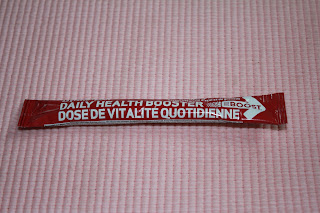 DAILY HEALTH BOOSTER
DOSE DE VITALITÉ QUOTIDIENNE
BOOST